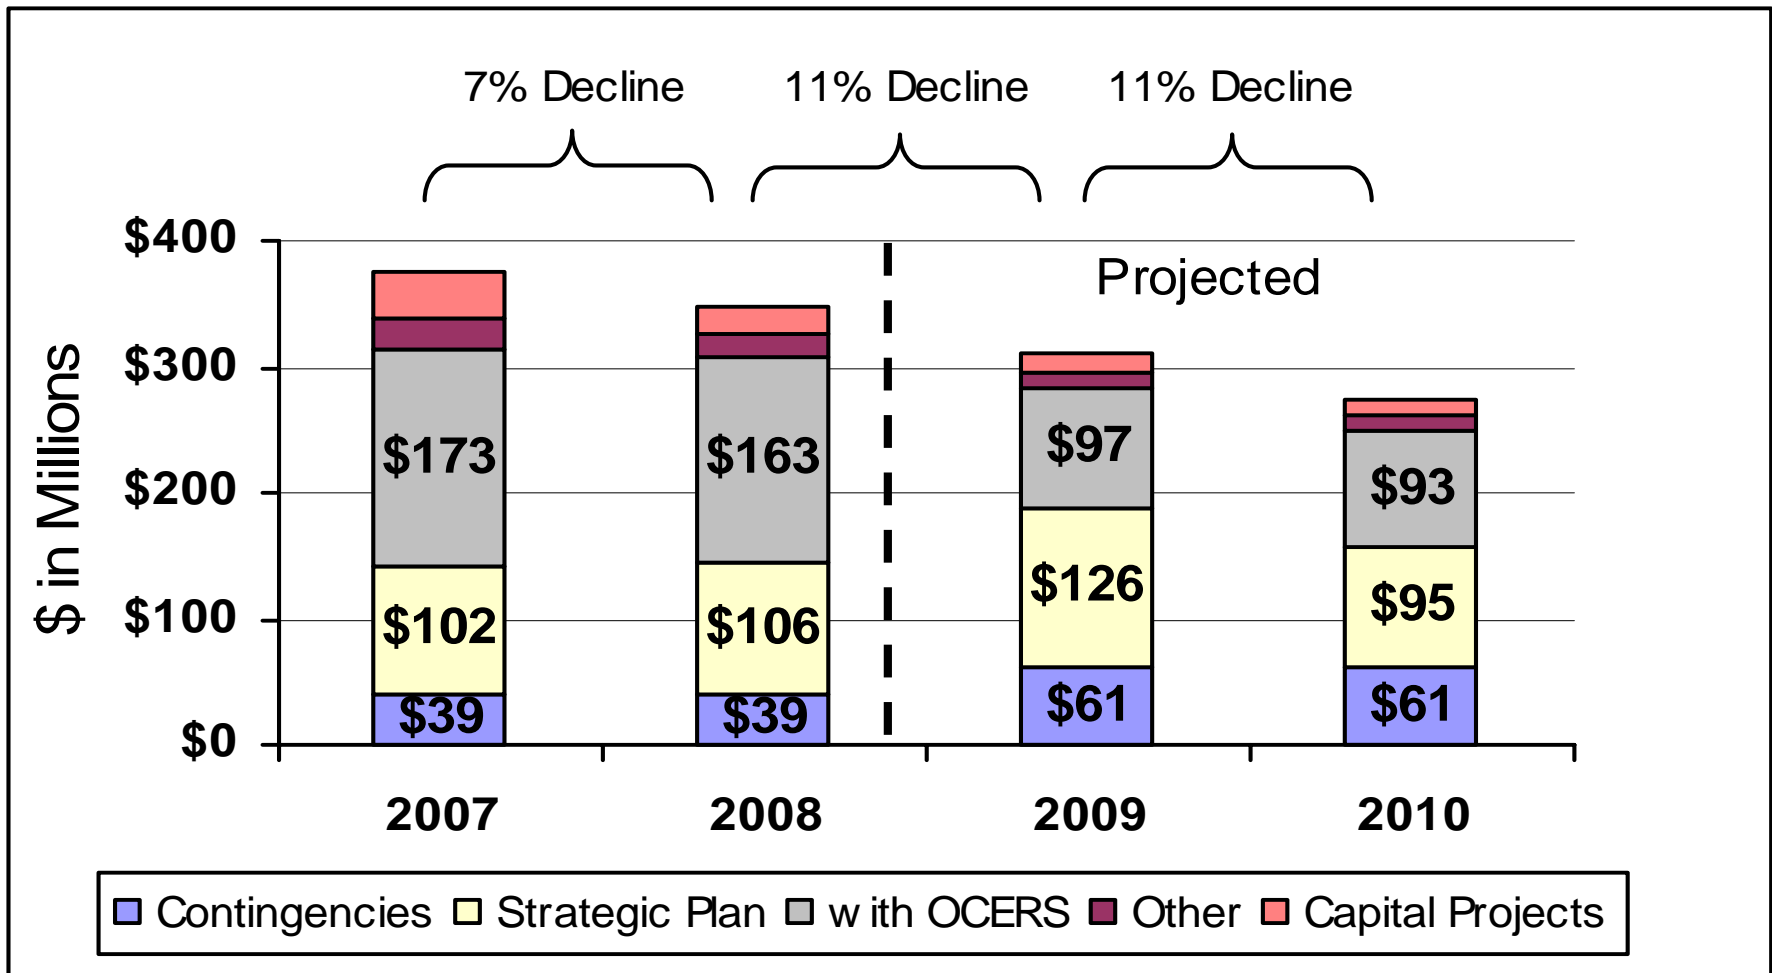 7% Decline 11% Decline 11% Decline
$400
Projected
$300
$200
$100
$0
$ in Millions
$173 $163 $97 $93
$102 $106 $126 $95
$39 $39 $61 $61
2007 2008 2009 2010
Contingencies Strategic Plan with OCERS Other Capital Projects